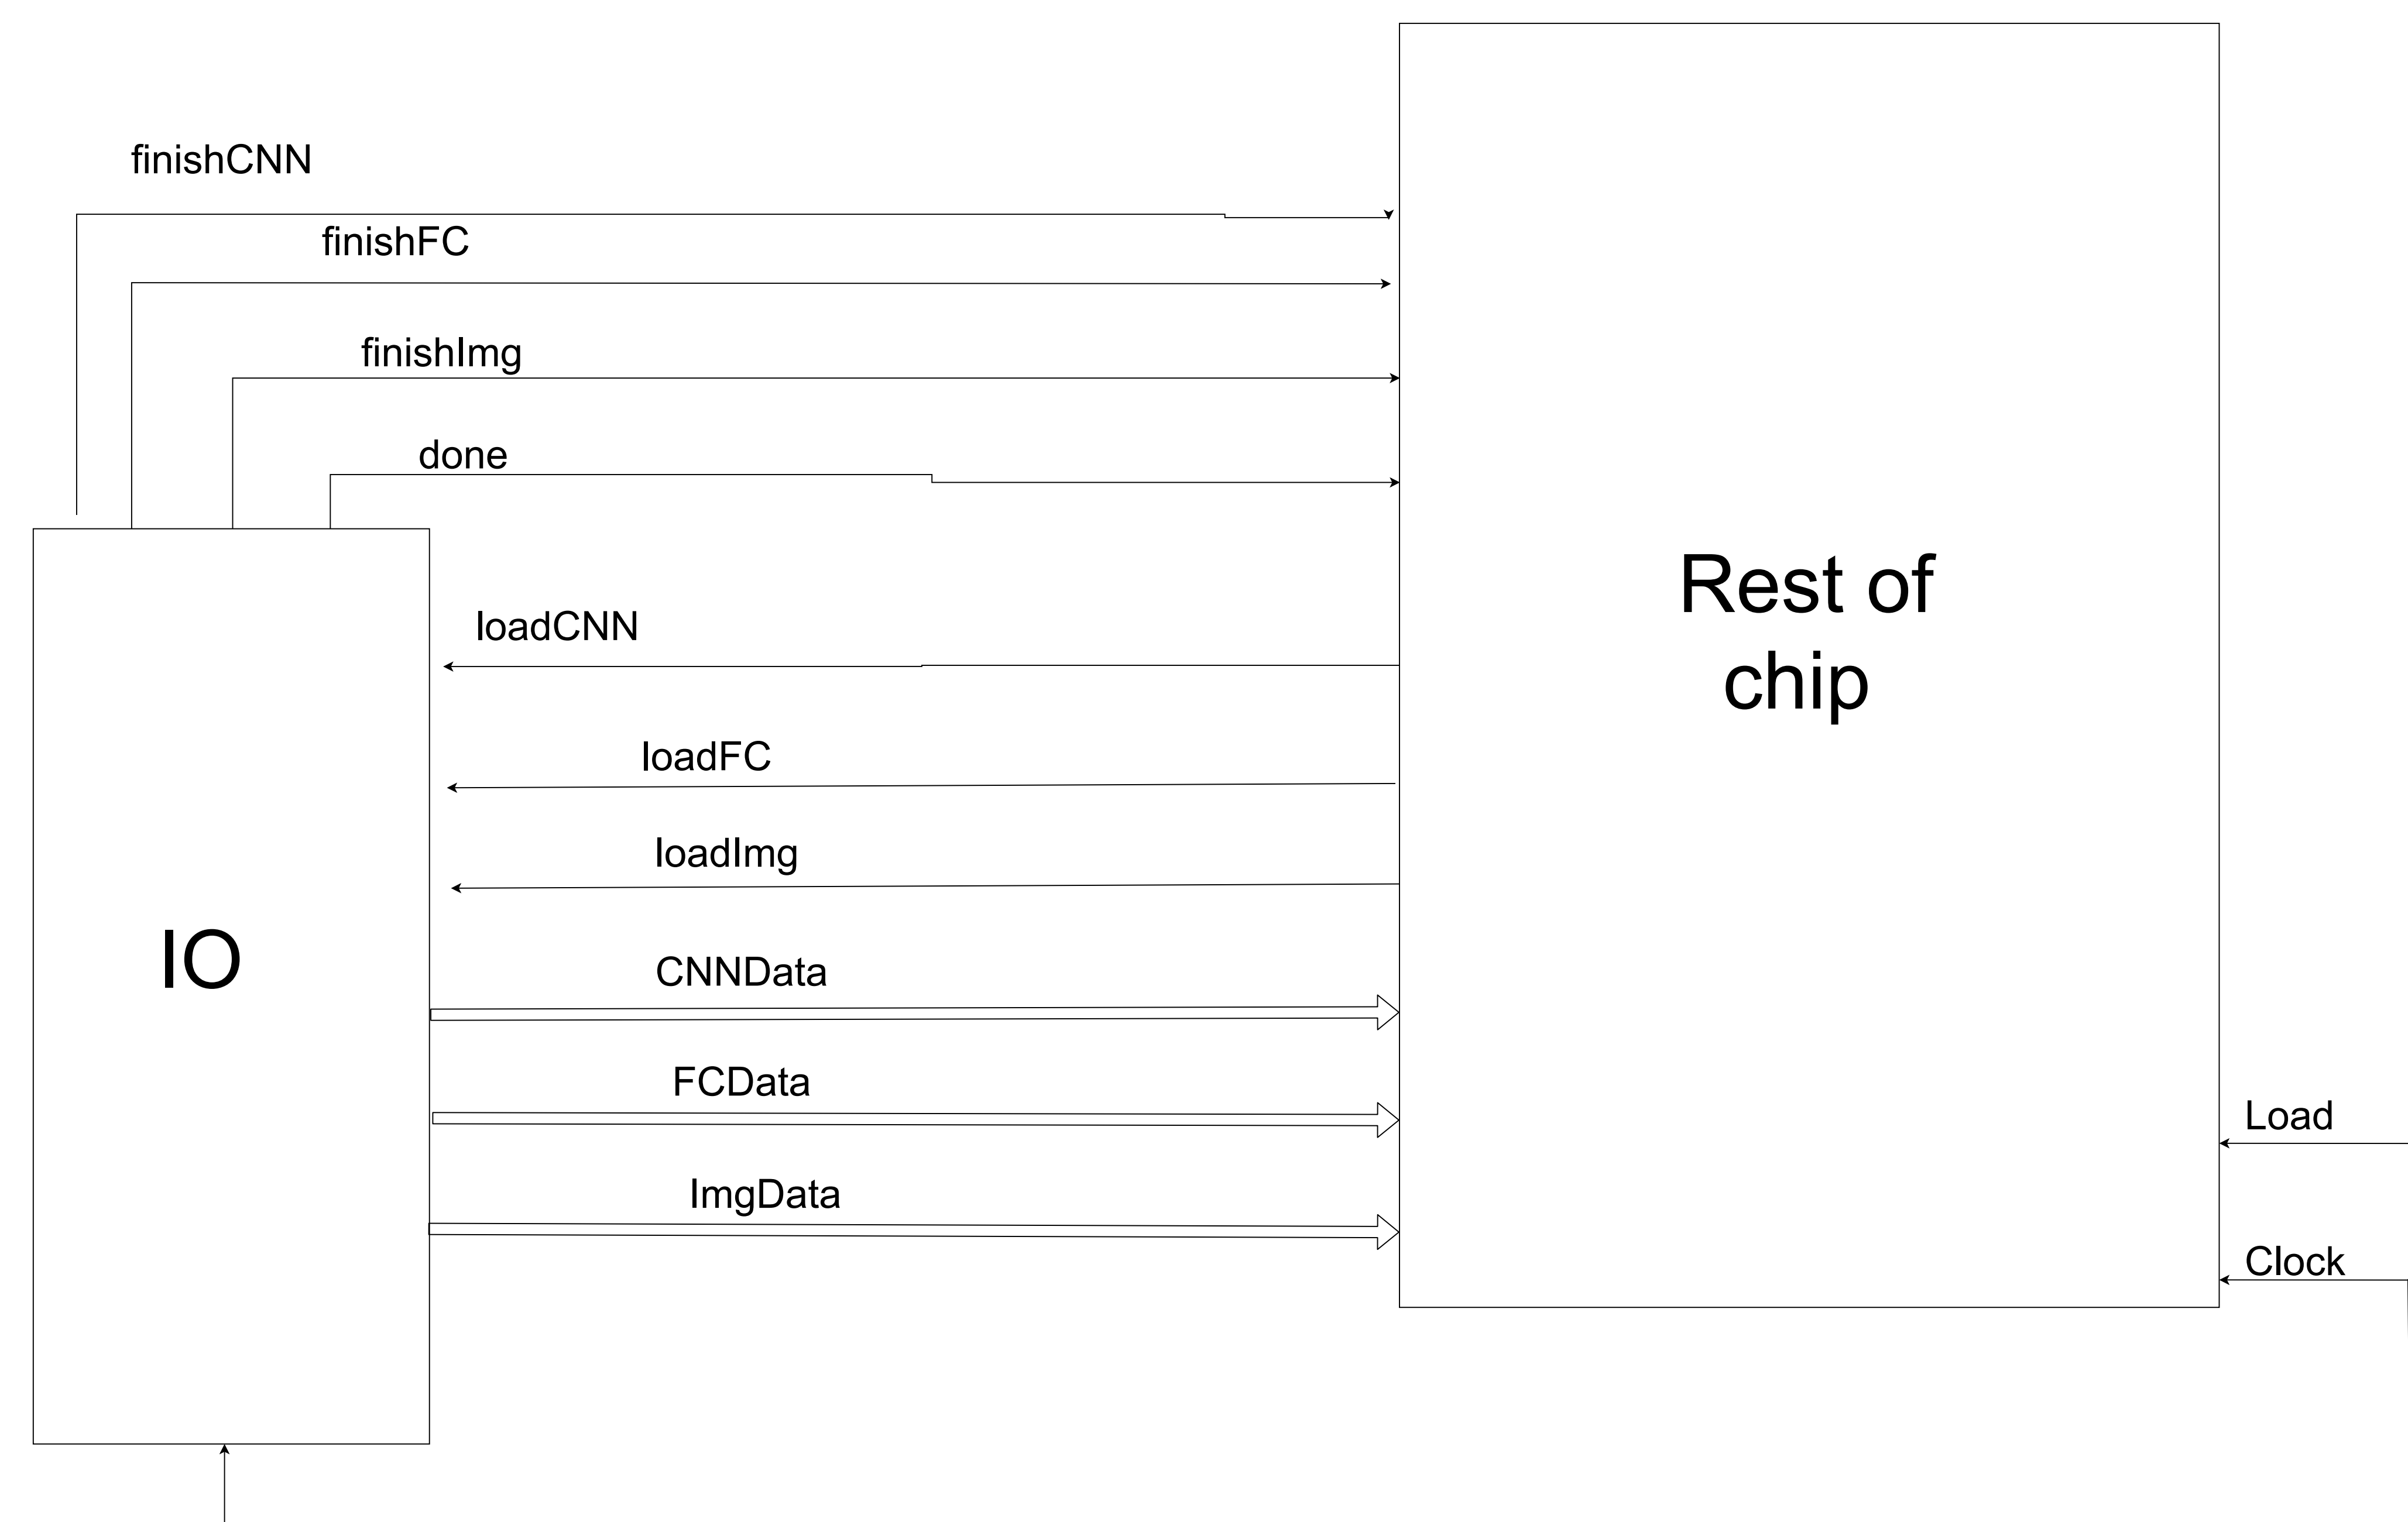 finishCNN
finishFC
finishImg
done
loadCNN
loadFC
loadImg
CNNData
FCData
ImgData
IO
Rest of
chip
Load
Clock